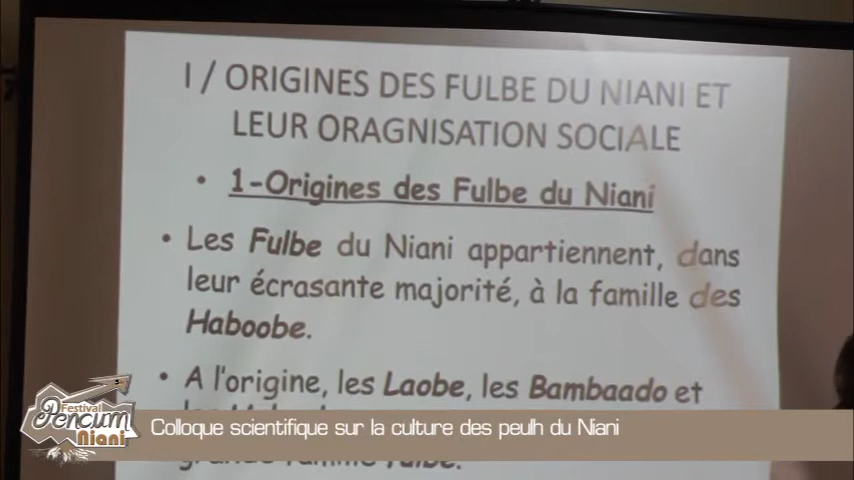 I / ORIGINES DES FULBE DU NIANI ET
LEUR ORAGNISATION SOCIALE
• 1-Origines des Fulbe du Niani
• Les Fulbe du Niani appartiennent, dans
leur écrasante majorité, à la famille des
Haboobe.
• A l'origine, les Laobe, les Bambaado et
Festival
Pencum
Niani
Colloque scientifique sur la culture des peulh du Niani